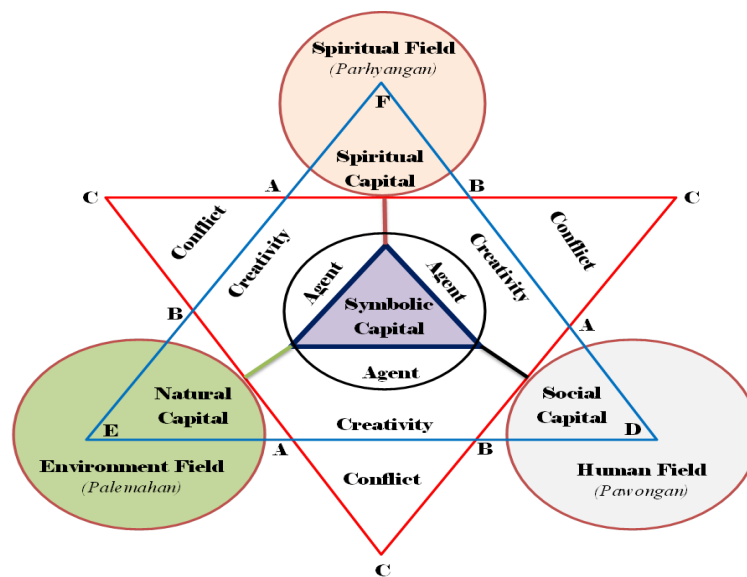 Spiritual Field
(Parhyangan)
F
Spiritual
Capital
A
B
C
C
Conflict
Creativity
Creativity
Conflict
Agent
Agent
Symbolic
Capital
Agent
B
A
Natural
Capital
Social
Capital
E
D
Creativity
A
B
Environment Field
(Palemahan)
Conflict
Human Field
(Pawongan)
C